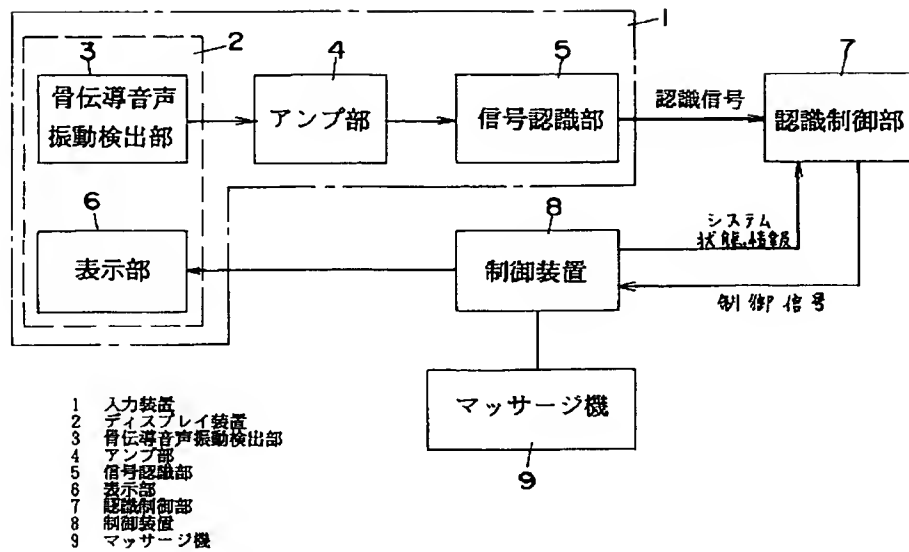 1
2
3
骨伝導音声
振動検出部
4
アンプ部
5
信号認識部
認識信号
7
認識制御部
6
表示部
8
制御装置
システム
状態情報
制御信号
マッサージ機
9
1 入力装置
2 ディスプレイ装置
3 骨伝導音声振動検出部
4 アンプ部
5 信号認識部
6 表示部
7 認識制御部
8 制御装置
9 マッサージ機